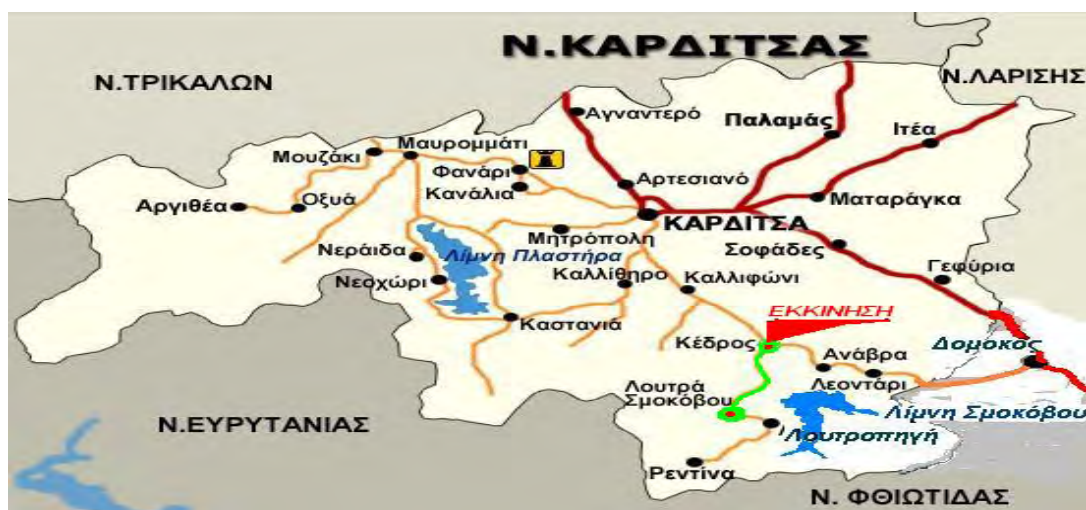 Ν.ΚΑΡΔΙΤΣΑΣ
Ν.ΤΡΙΚΑΛΩΝ
Ν.ΛΑΡΙΣΗΣ
Αγναντερό
Παλαμάς
Ιτέα
Μαυρομμάτι
Μουζάκι
Φανάρι
Κανάλια
Αρτεσιανό
Αργιθέα
Οξυά
Ματαράγκα
ΚΑΡΔΙΤΣΑ
Μητρόπολη
Σοφάδες
Νεράιδα
Λίμνη Πλαστήρα
Καλλίθηρο
Καλλιφώνι
Γεφύρια
Νεοχώρι
ΕΚΚΙΝΗΣΗ
Καστανιά
Κέδρος
Δομοκός
Ανάβρα
Λεοντάρι
Λουτρά
Σμοκόβου
Λίμνη Σμοκόβου
Ν.ΕΥΡΥΤΑΝΙΑΣ
Λουτροπηγή
Ρεντίνα
Ν. ΦΘΙΩΤΙΔΑΣ